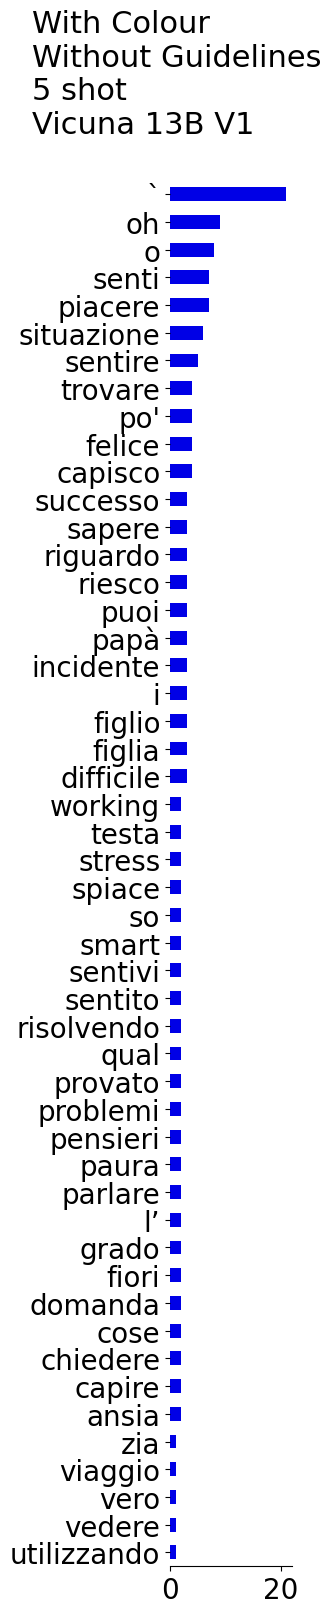 With Colour
Without Guidelines
5 shot
Vicuna 13B V1
`
oh
o
senti
piacere
situazione
sentire
trovare
po'
felice
capisco
successo
sapere
riguardo
riesco
puoi
papà
incidente
i
figlio
figlia
difficile
working
testa
stress
spiace
so
smart
sentivi
sentito
risolvendo
qual
provato
problemi
pensieri
paura
parlare
l’
grado
fiori
domanda
cose
chiedere
capire
ansia
zia
viaggio
vero
vedere
utilizzando
0 20